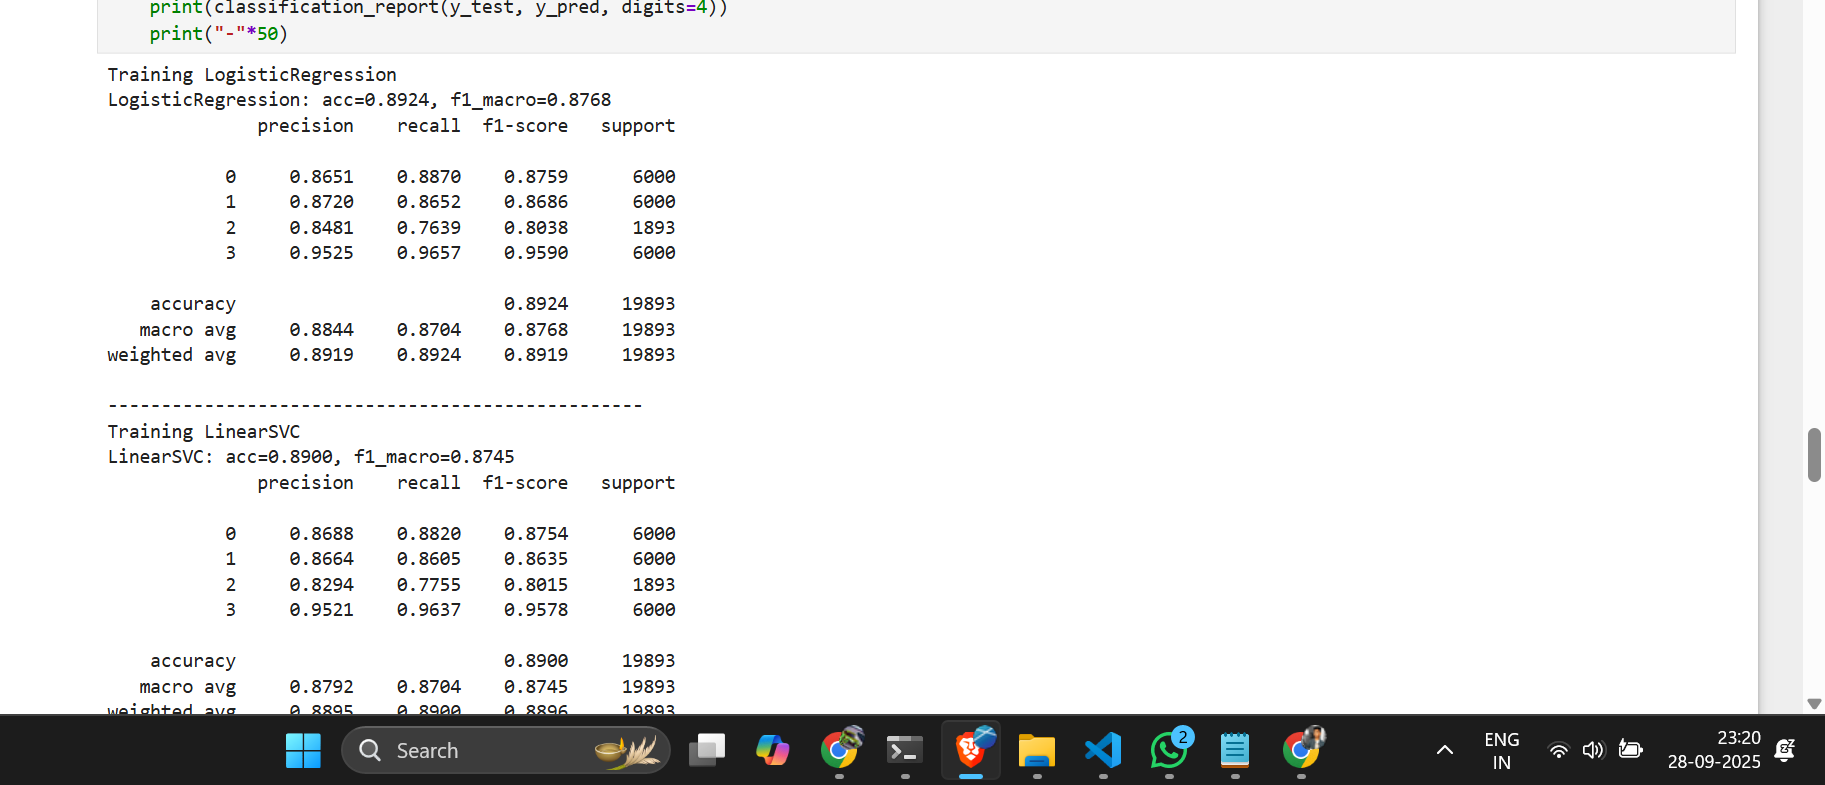 print(classification_report(y_test, y_pred, digits=4))
print("-"*50)
Training LogisticRegression
LogisticRegression: acc=0.8924, f1_macro=0.8768
precision recall f1-score support
0 0.8651 0.8870 0.8759 6000
1 0.8720 0.8652 0.8686 6000
2 0.8481 0.7639 0.8038 1893
3 0.9525 0.9657 0.9590 6000
accuracy 0.8924 19893
macro avg 0.8844 0.8704 0.8768 19893
weighted avg 0.8919 0.8924 0.8919 19893
--------------------------------------------------
Training LinearSVC
LinearSVC: acc=0.8900, f1_macro=0.8745
precision recall f1-score support
0 0.8688 0.8820 0.8754 6000
1 0.8664 0.8605 0.8635 6000
2 0.8294 0.7755 0.8015 1893
3 0.9521 0.9637 0.9578 6000
accuracy 0.8900 19893
macro avg 0.8792 0.8704 0.8745 19893
weighted avg 0.8895 0.8900 0.8896 19893
Search
2
ENG
IN
23:20
28-09-2025